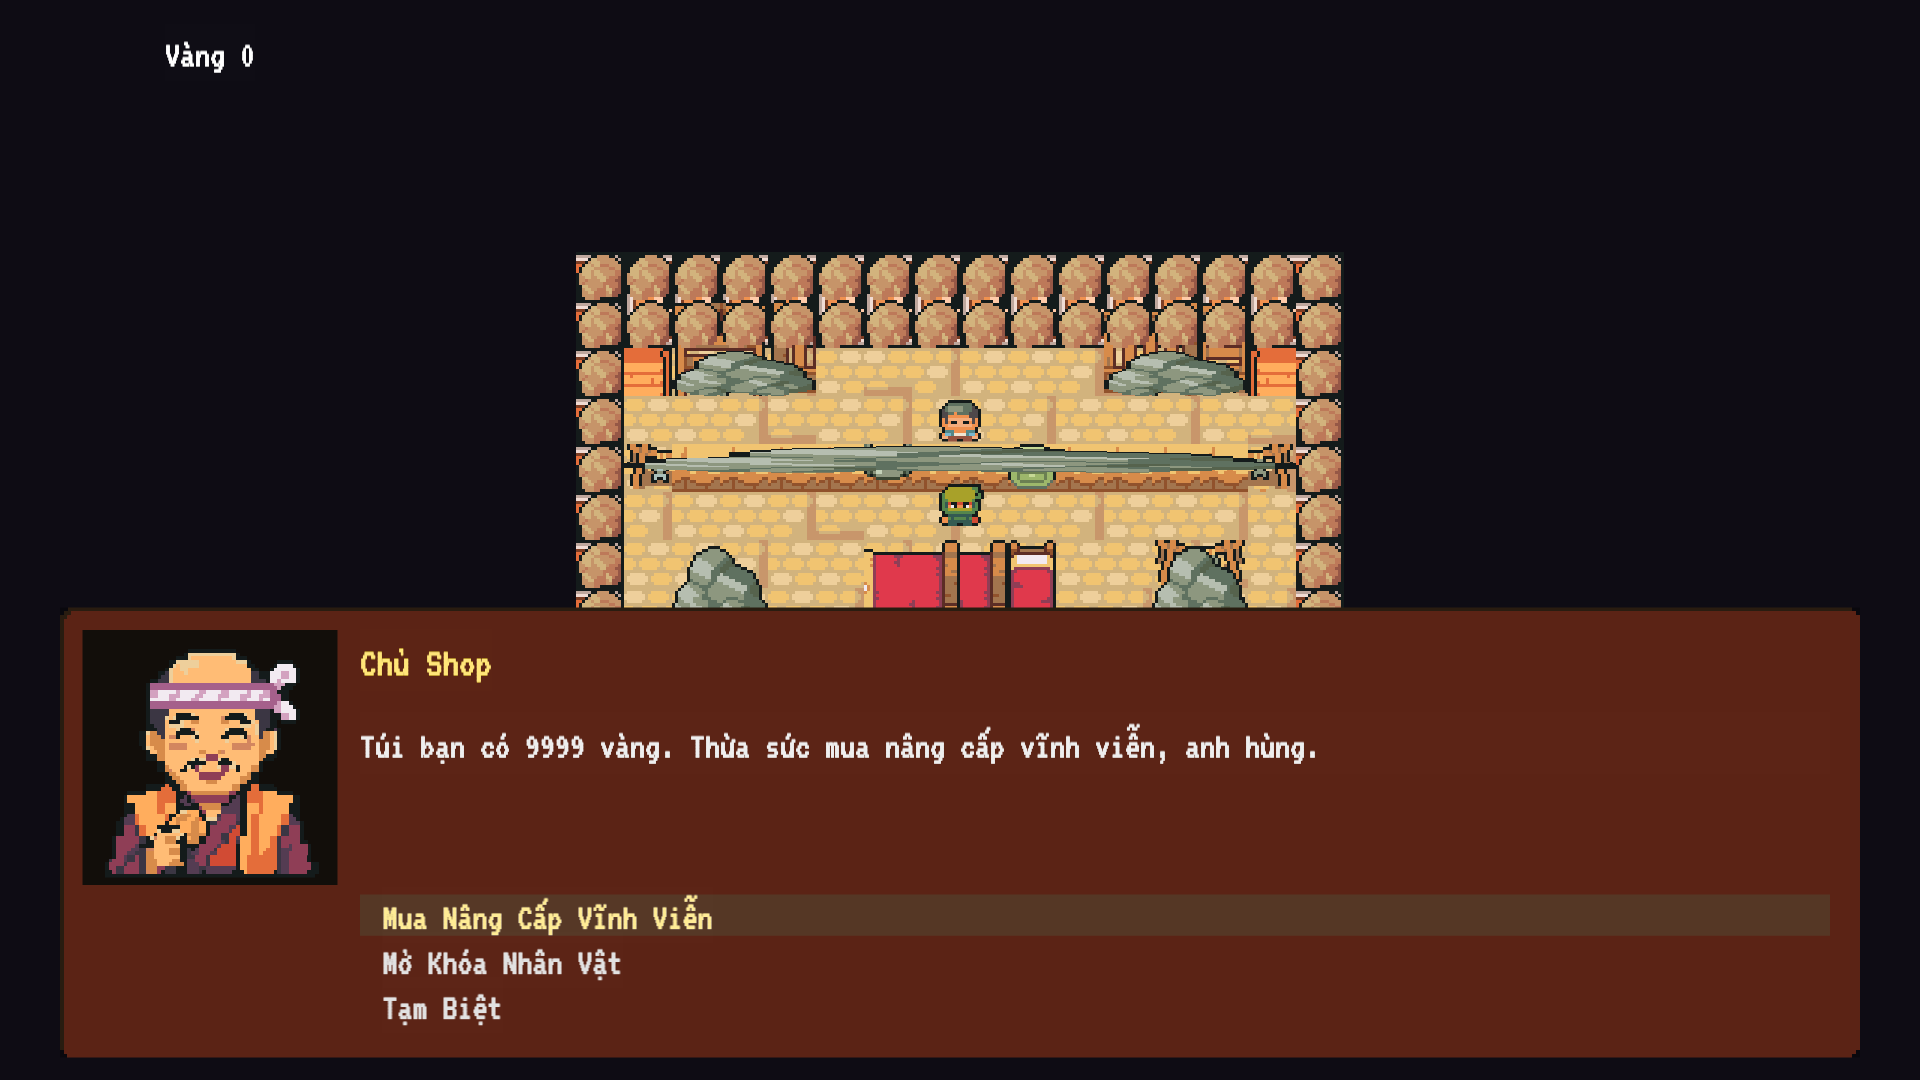 Vàng 0
Chủ Shop
Túi bạn có 9999 vàng. Thừa sức mua nâng cấp vĩnh viễn, anh hùng.
Mua Nâng Cấp Vĩnh Viễn
Mở Khóa Nhân Vật
Tạm Biệt